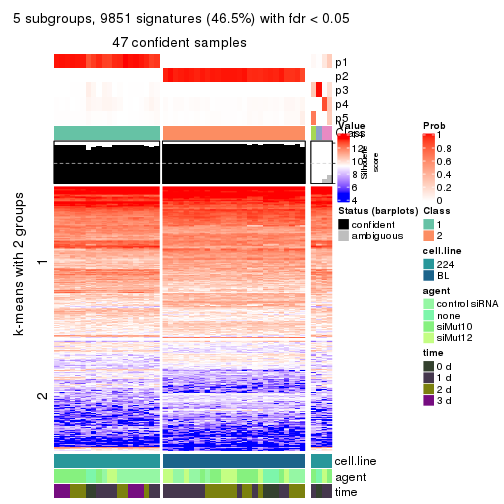 5 subgroups, 9851 signatures (46.5%) with fdr < 0.05
47 confident samples
p1
p2
p3
p4
p5
Class
Silhouette
score
k-means with 2 groups
1
2
cell.line
agent
time
Value
14
12
10
8
6
4
Status (barplots)
confident
ambiguous
Prob
1
0.8
0.6
0.4
0.2
0
Class
1
2
cell.line
224
BL
agent
control siRNA
none
siMut10
siMut12
time
0 d
1 d
2 d
3 d